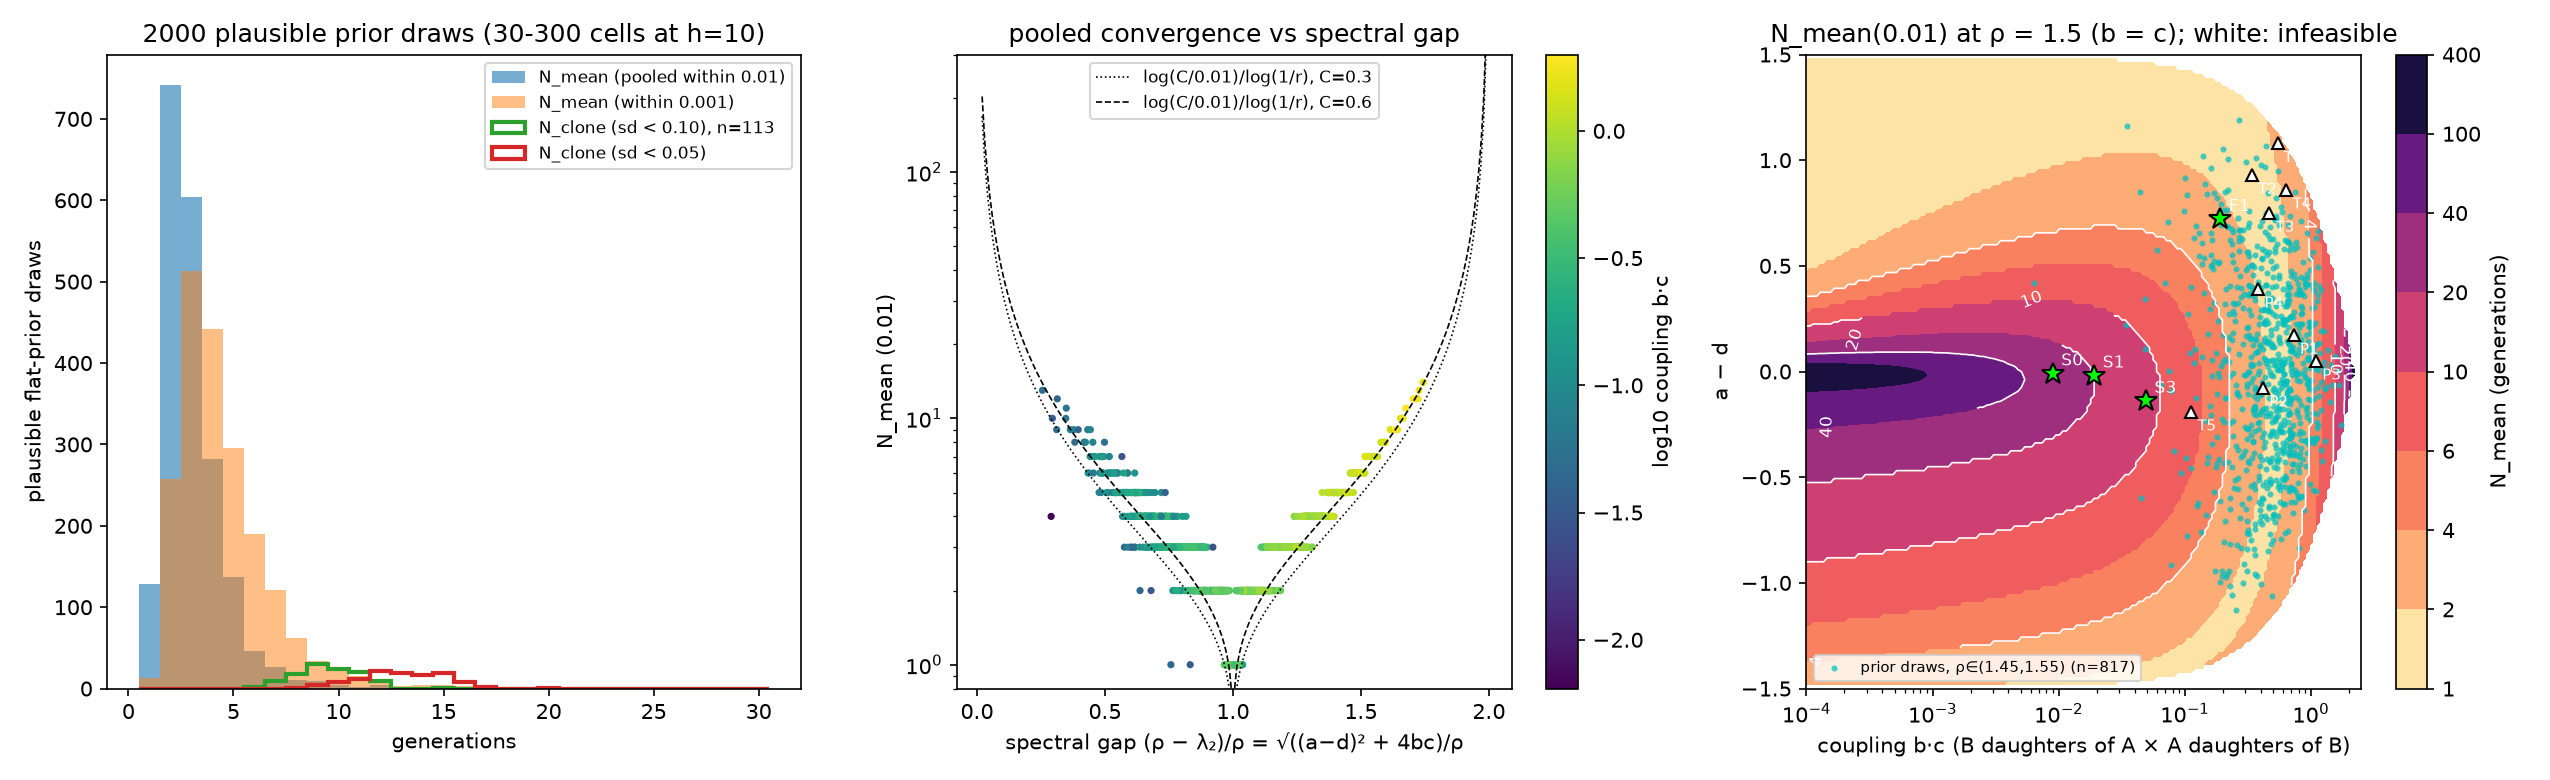 2000 plausible prior draws (30-300 cells at h=10)
N_mean (pooled within 0.01)
N_mean (within 0.001)
N_clone (sd < 0.10), n=113
N_clone (sd < 0.05)
plausible flat-prior draws
700
600
500
400
300
200
100
0
0 5 10 15 20 25 30
generations
pooled convergence vs spectral gap
log(C/0.01)/log(1/r), C=0.3
log(C/0.01)/log(1/r), C=0.6
N_mean (0.01)
10²
10¹
10⁰
0.0 0.5 1.0 1.5 2.0
spectral gap (ρ − λ₂)/ρ = √((a−d)² + 4bc)/ρ
0.0
−0.5
−1.0
−1.5
−2.0
log10 coupling b·c
N_mean(0.01) at ρ = 1.5 (b = c); white: infeasible
a − d
1.5
1.0
0.5
0.0
−0.5
−1.0
−1.5
T2
T4
E1
T3
4
10
P4
20
P1
S0
S1
P3
S3
40
T5
prior draws, ρ∈(1.45,1.55) (n=817)
10⁻⁴ 10⁻³ 10⁻² 10⁻¹ 10⁰
coupling b·c (B daughters of A × A daughters of B)
400
100
40
20
10
6
4
2
1
N_mean (generations)